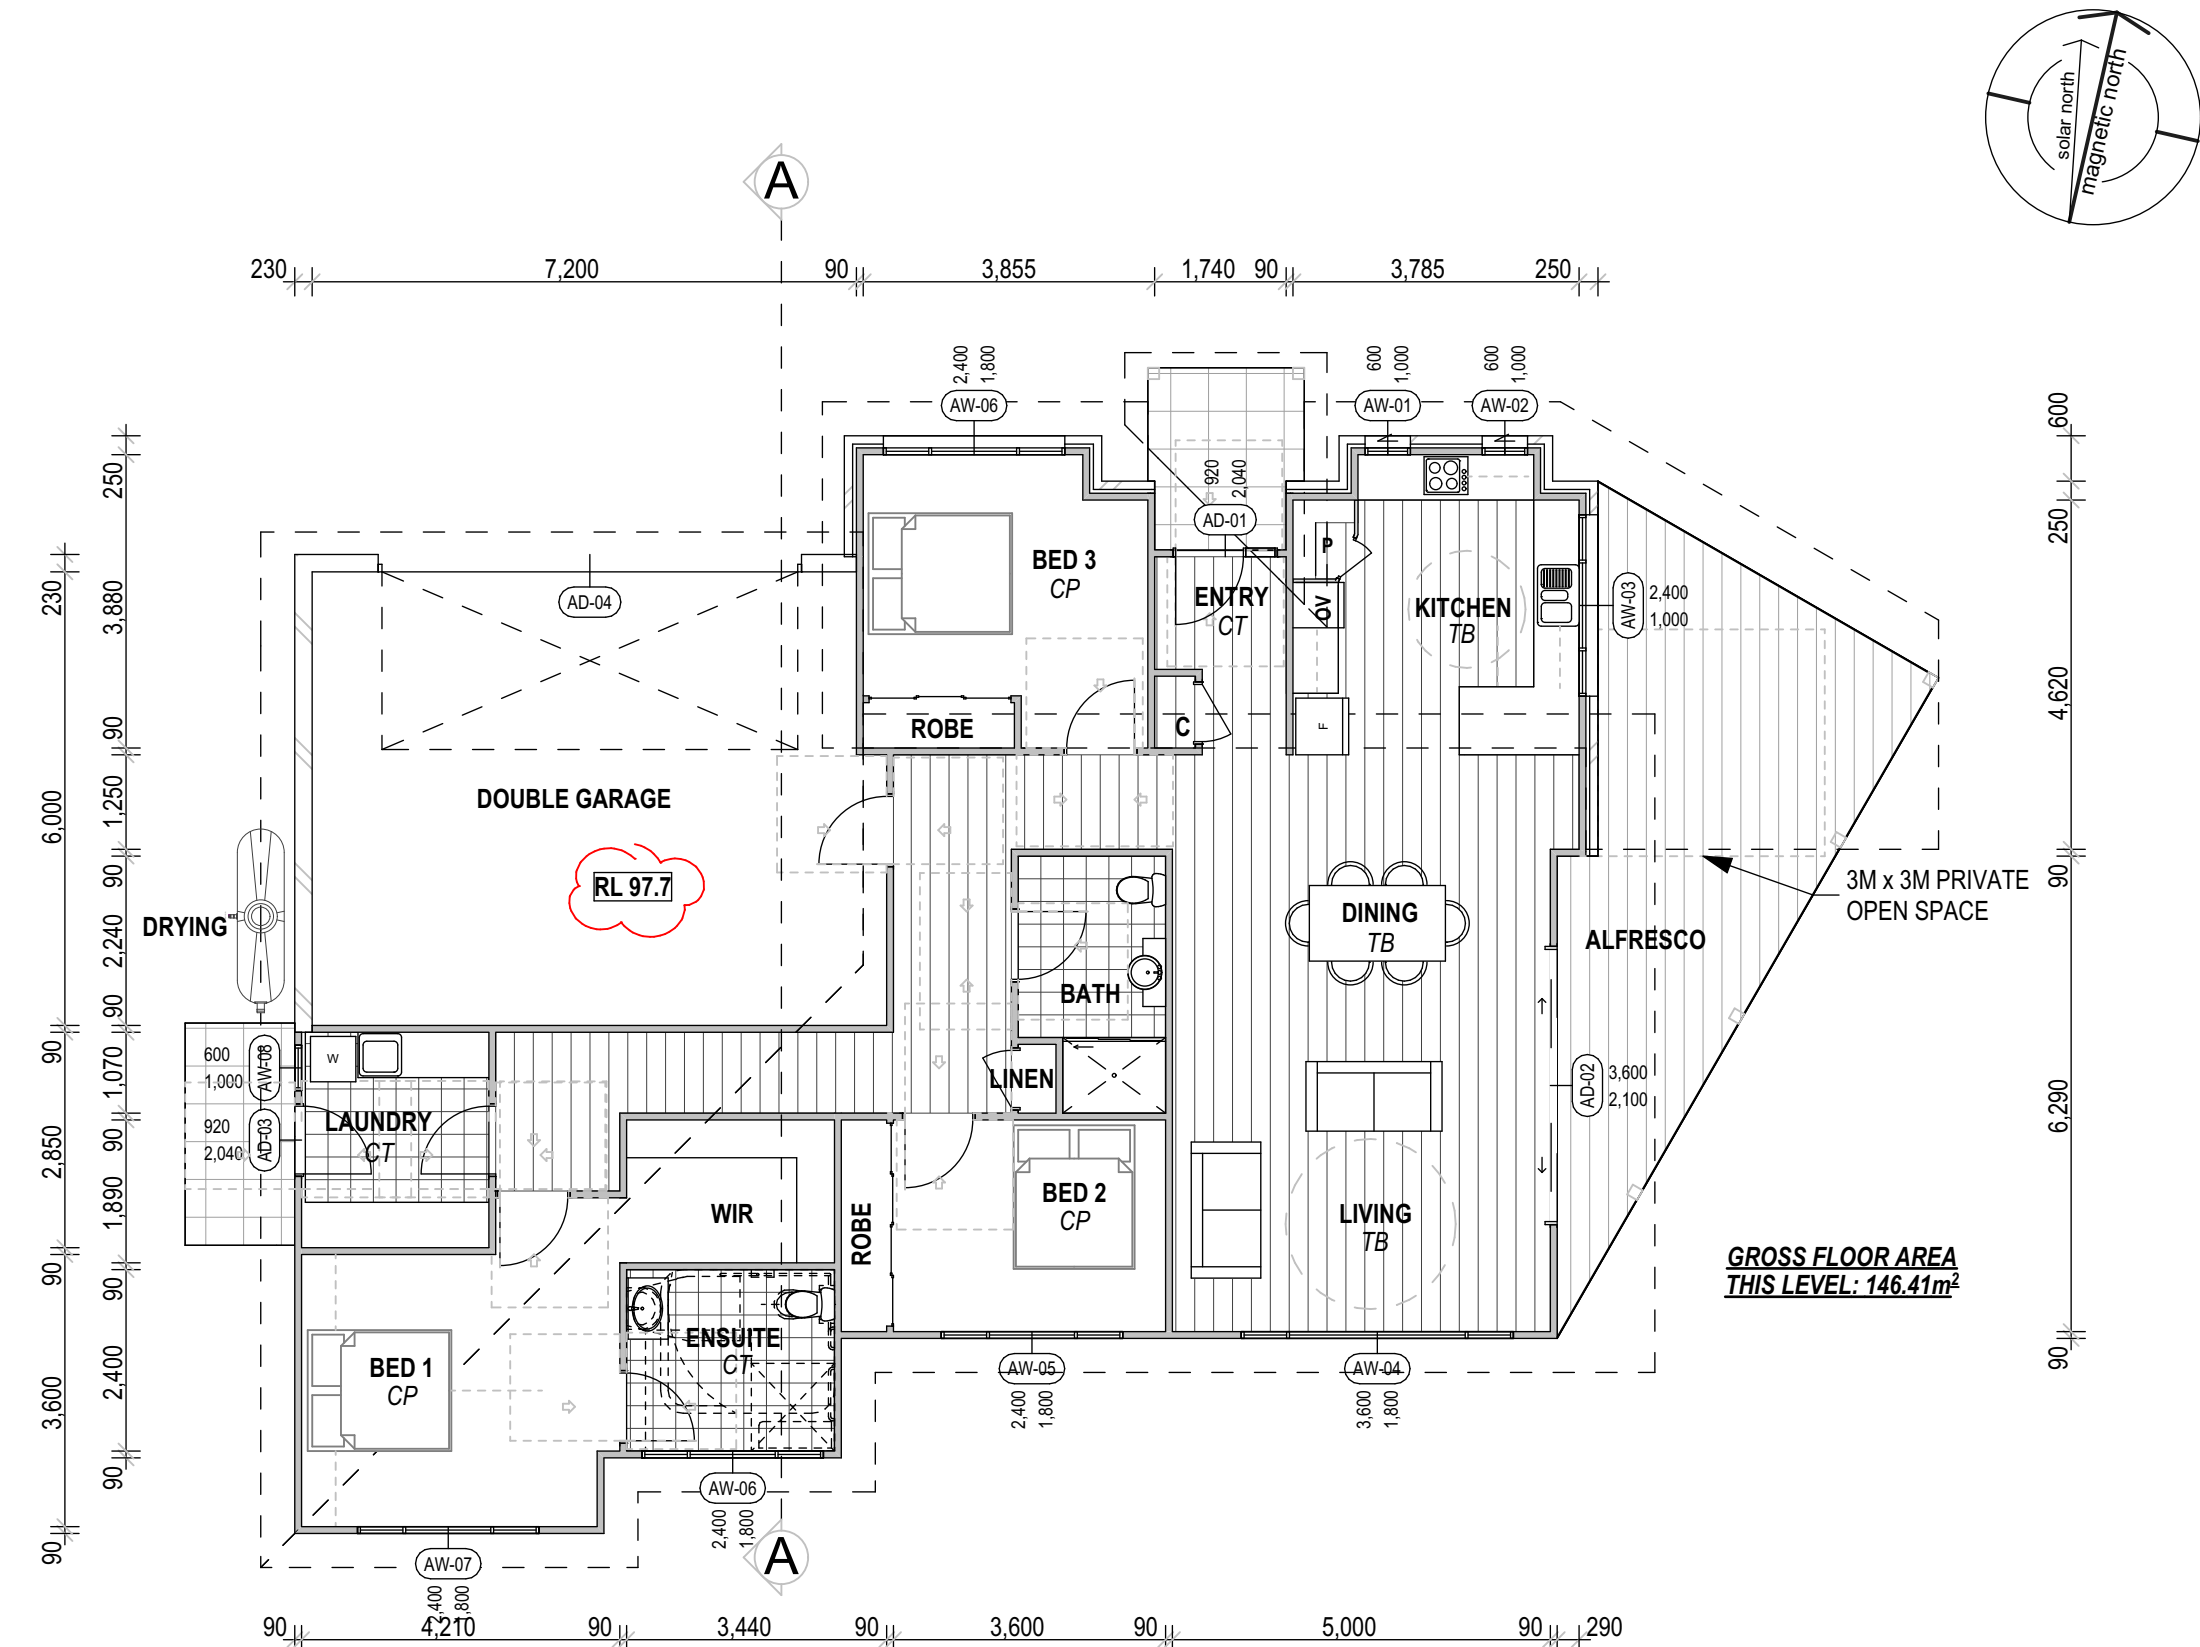 solar north
magnetic north
A
230 7,200 90 3,855 1,740 90 3,785 250
2,400
1,800
AW-06
600
1,000
AW-01
600
1,000
AW-02
920
2,040
AD-01
250
3,880
90
1,250
90
2,240
90
1,070
90
1,890
90
2,400
90
230
6,000
90
2,850
90
3,600
90
600
250
4,620
90
6,290
90
AD-04
BED 3
CP
ENTRY
CT
P
OV
KITCHEN
TB
AW-03
2,400
1,000
ROBE
C
F
DOUBLE GARAGE
RL 97.7
DRYING
3M x 3M PRIVATE
OPEN SPACE
DINING
TB
ALFRESCO
BATH
600
1,000
AW-08
W
LINEN
AD-02
3,600
2,100
920
2,040
AD-03
LAUNDRY
CT
WIR
ROBE
BED 2
CP
LIVING
TB
GROSS FLOOR AREA
THIS LEVEL: 146.41m²
ENSUITE
CT
BED 1
CP
AW-05
2,400
1,800
AW-04
3,600
1,800
AW-06
2,400
1,800
A
AW-07
2,400
1,800
90 4,210 90 3,440 90 3,600 90 5,000 90 290